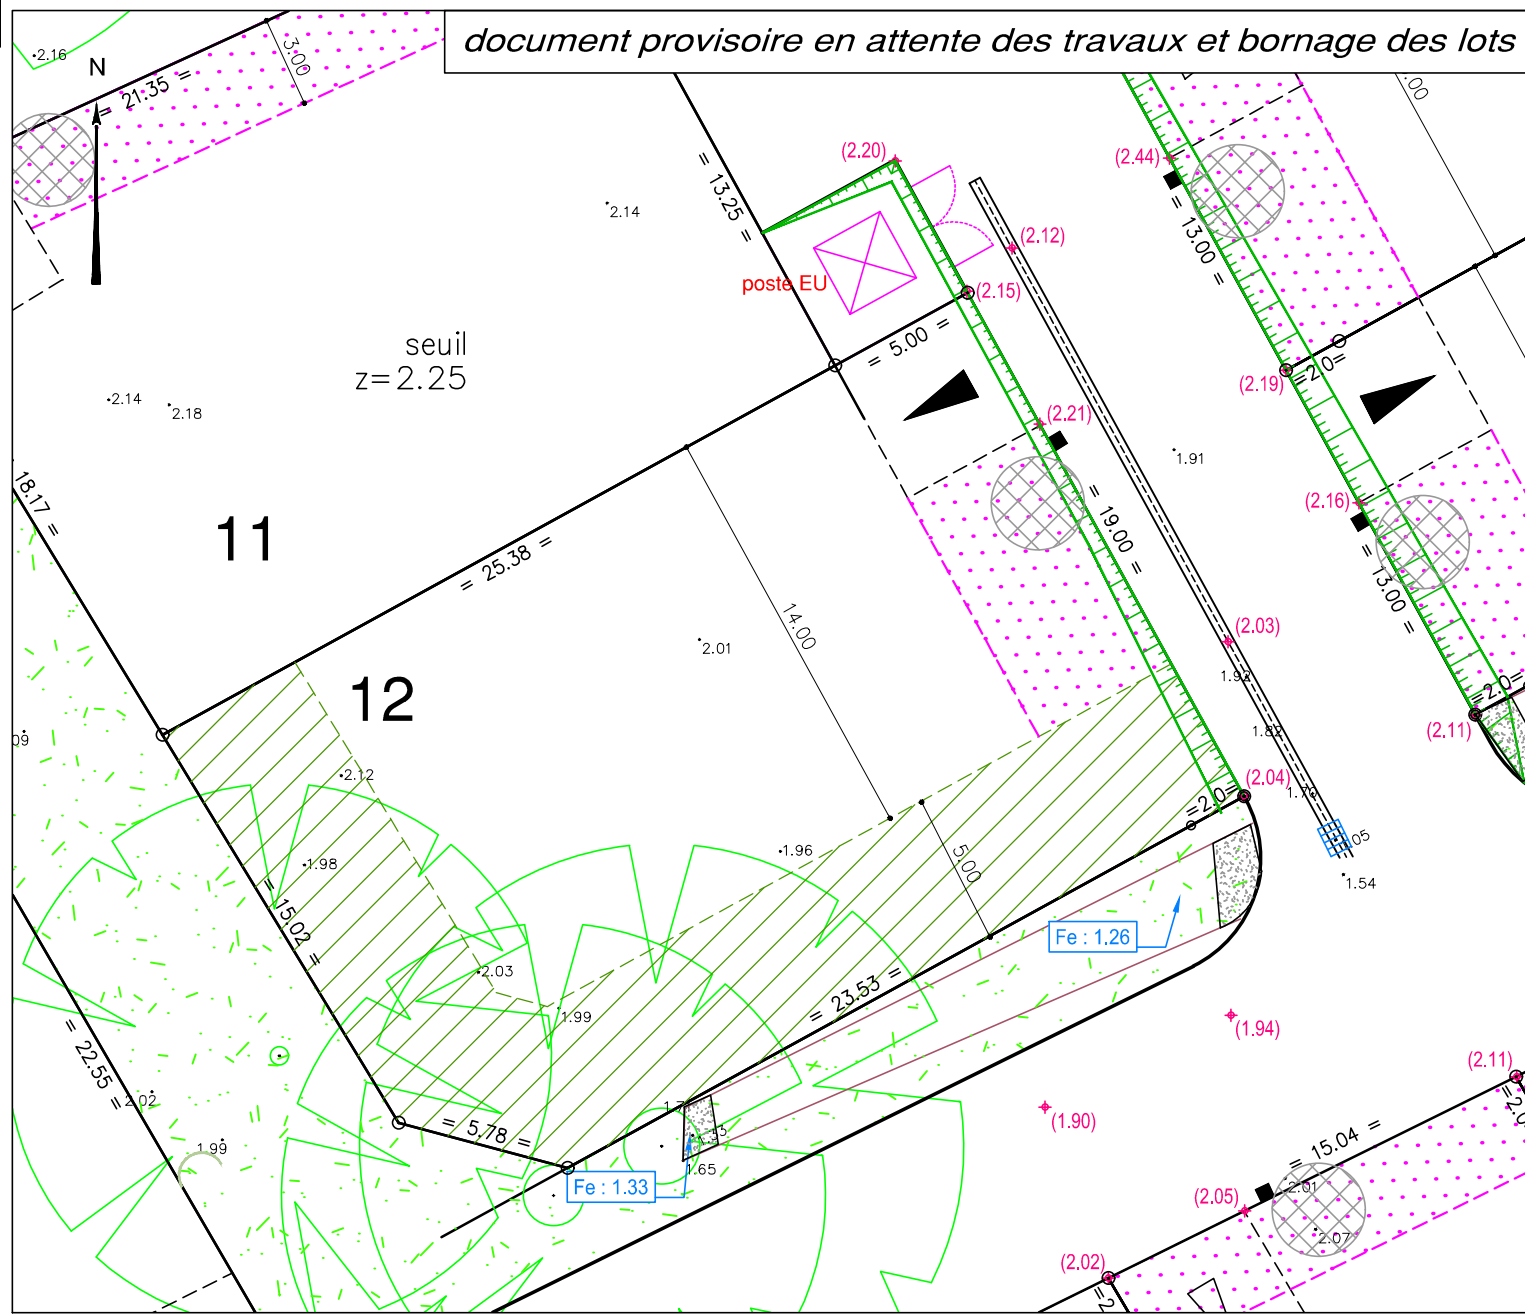 document provisoire en attente des travaux et bornage des lots
2.16
N
3.00
= 21.35 =
= 13.25 =
(2.20)
(2.44)
2.14
(2.12)
= 13.00 =
poste EU
(2.15)
seuil
z=2.25
= 5.00 =
(2.19)
=2.0=
2.14
2.18
(2.21)
1.91
18.17 =
(2.16)
11
= 25.38 =
= 19.00 =
= 13.00 =
14.00
2.01
(2.03)
12
1.92
=2.0=
(2.11)
1.82
09
2.12
(2.04)
=2.0=
1.70
1.98
1.96
5.00
1.54
= 15.02 =
Fe : 1.26
2.03
= 23.53 =
1.99
(1.94)
= 22.55 =
2.02
(2.11)
(1.90)
1.99
= 5.78 =
= 15.04 =
1.65
Fe : 1.33
(2.05)
2.01
2.07
(2.02)